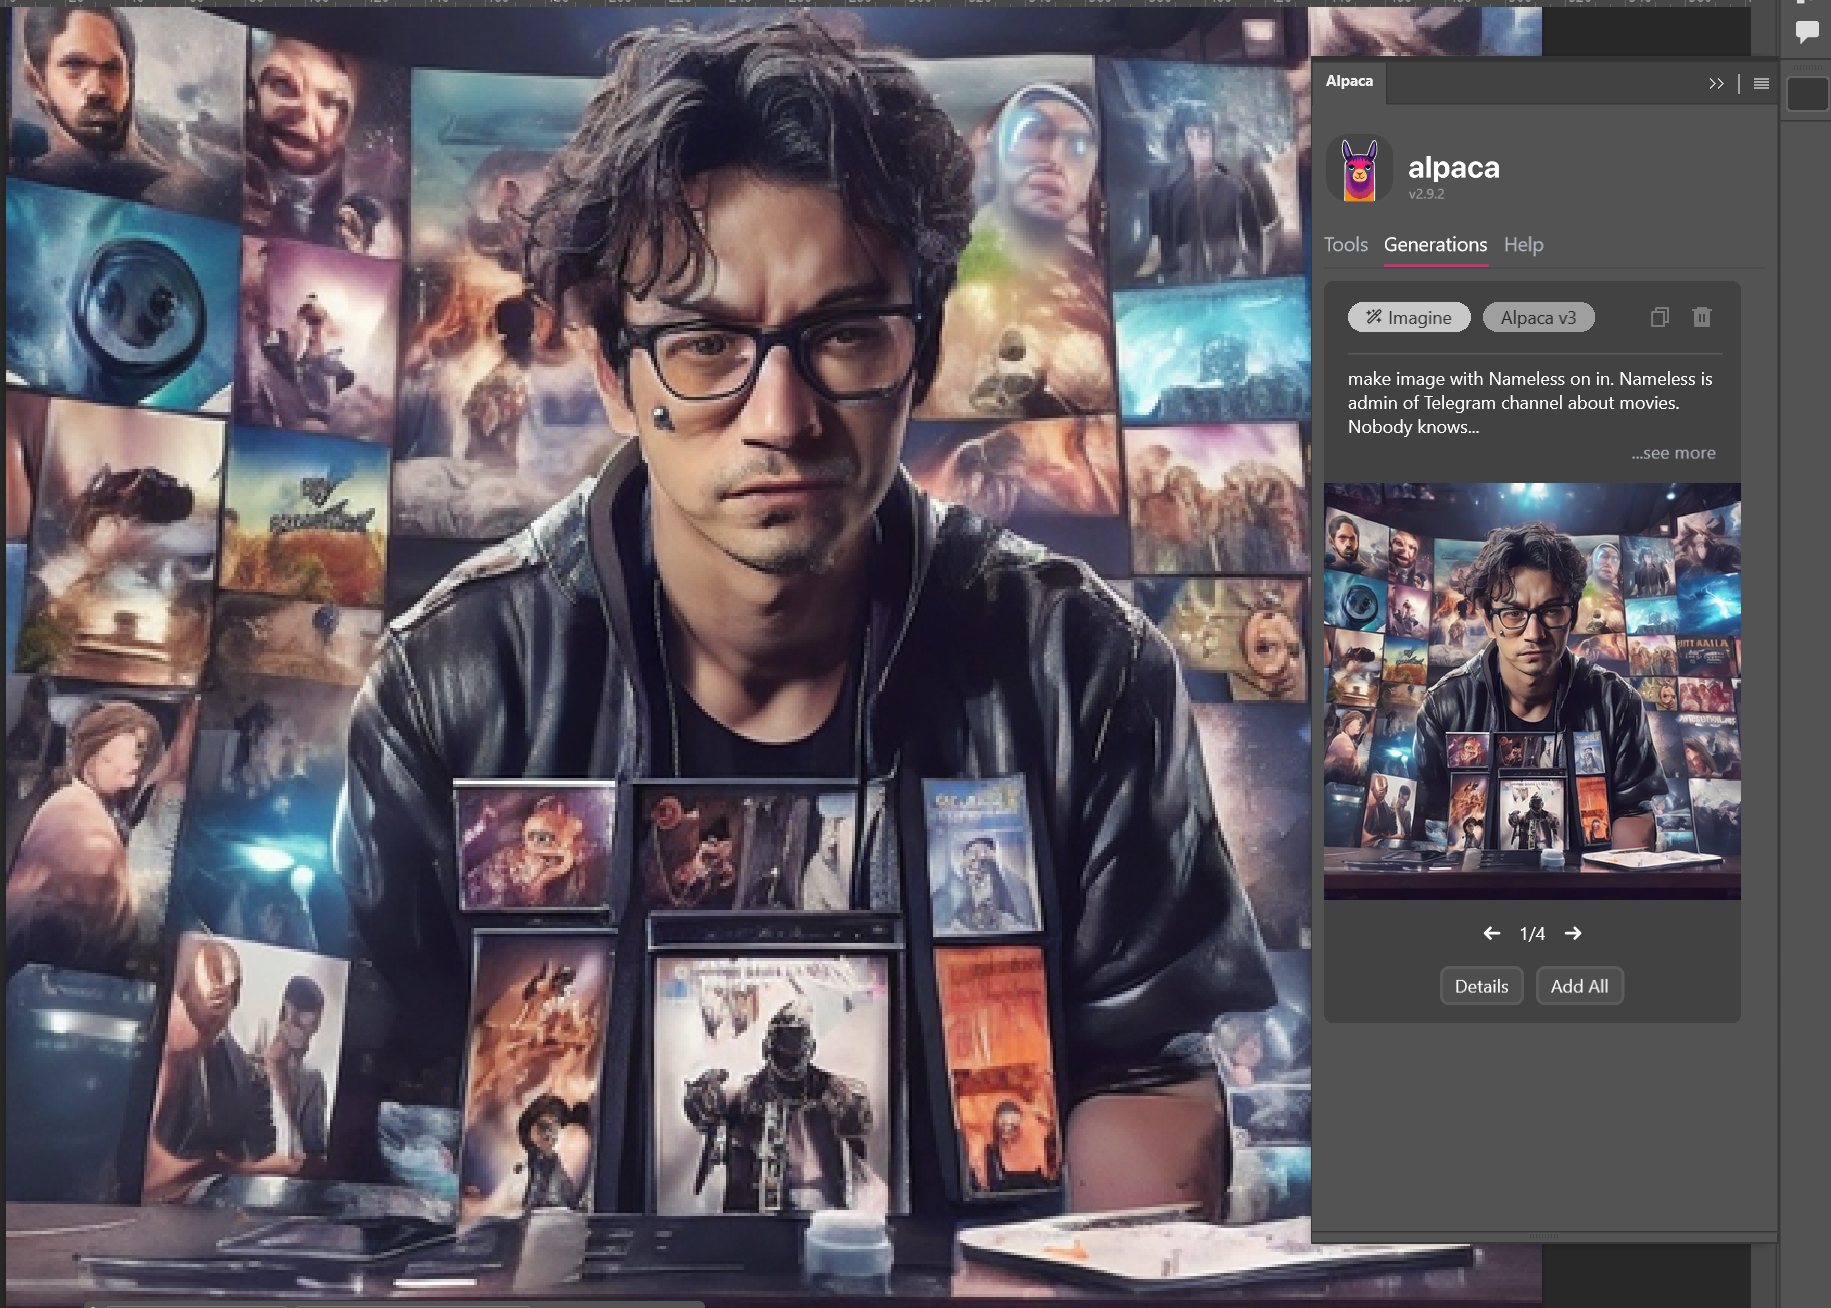 Alpaca
alpaca
v2.9.2
Tools Generations Help
Imagine Alpaca v3
make image with Nameless on in. Nameless is
admin of Telegram channel about movies.
Nobody knows...
...see more
1/4
Details Add All